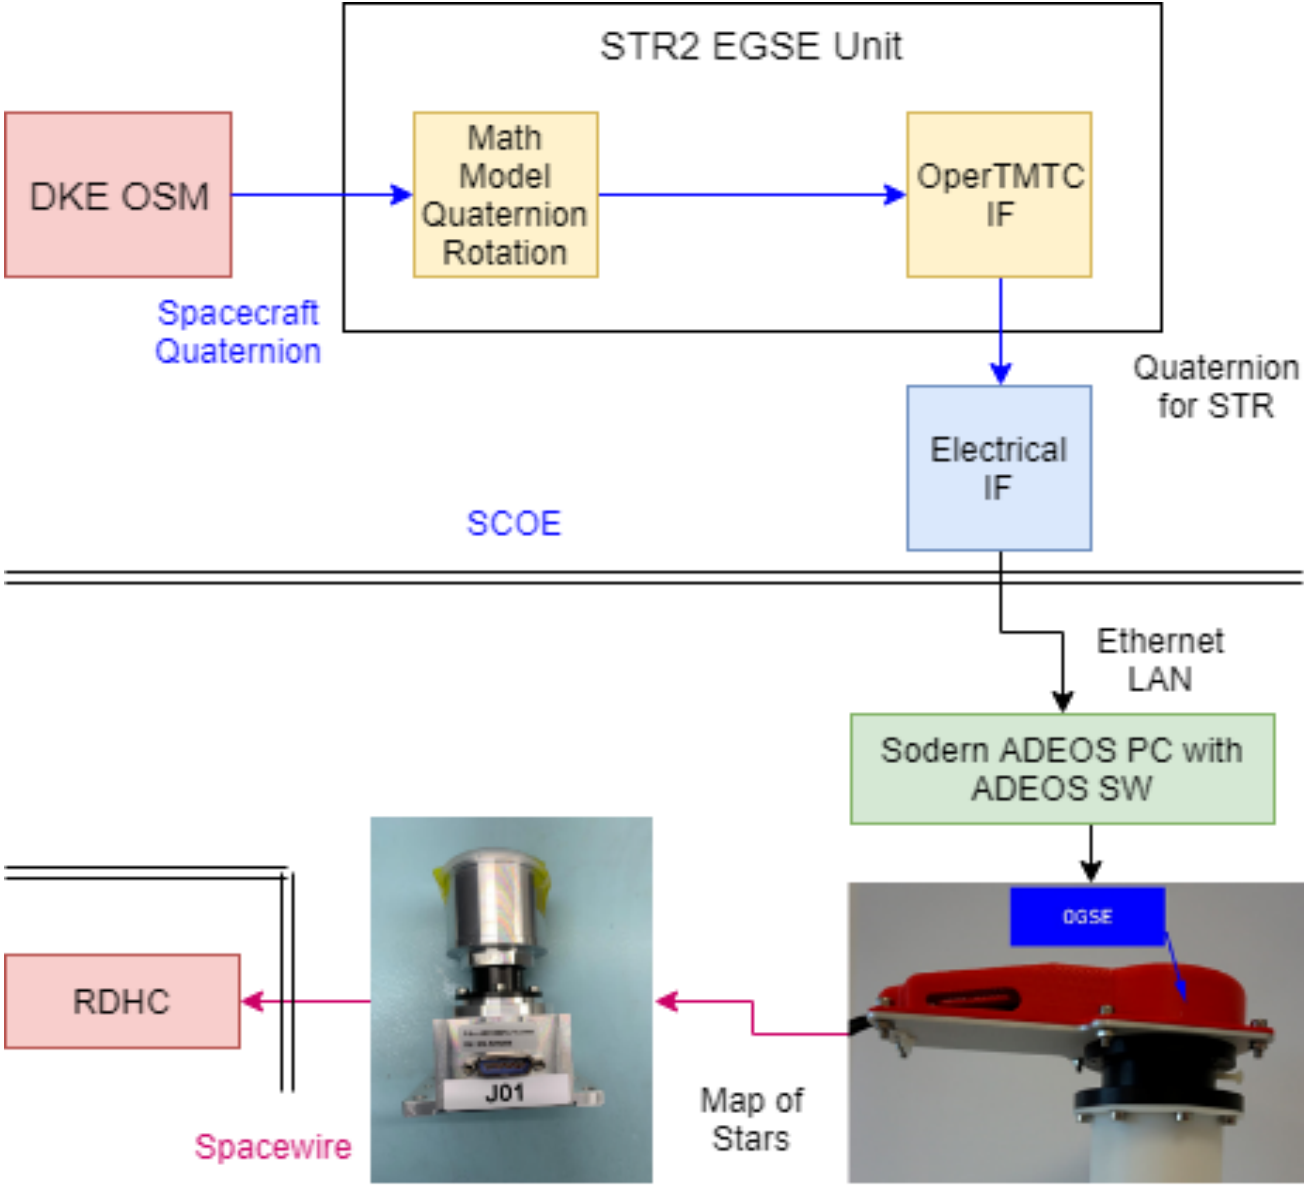 STR2 EGSE Unit
DKE OSM
Math
Model
Quaternion
Rotation
OperTMTC
IF
Spacecraft
Quaternion
Quaternion
for STR
Electrical
IF
SCOE
Ethernet
LAN
Sodern ADEOS PC with
ADEOS SW
OGSE
RDHC
J01
Map of
Stars
Spacewire